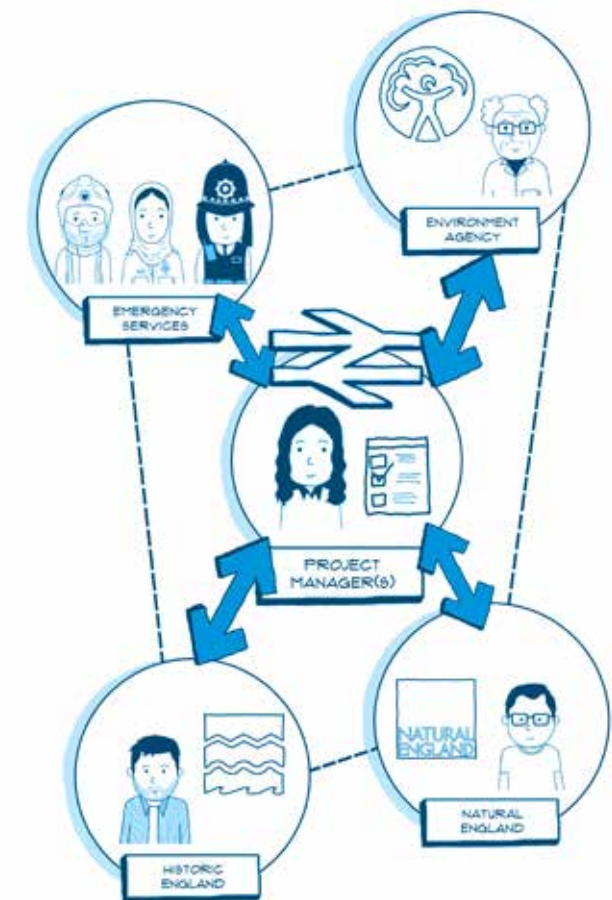 ENVIRONMENT
AGENCY
EMERGENCY
SERVICES
PROJECT
MANAGER(S)
NATURAL
ENGLAND
NATURAL
ENGLAND
HISTORIC
ENGLAND